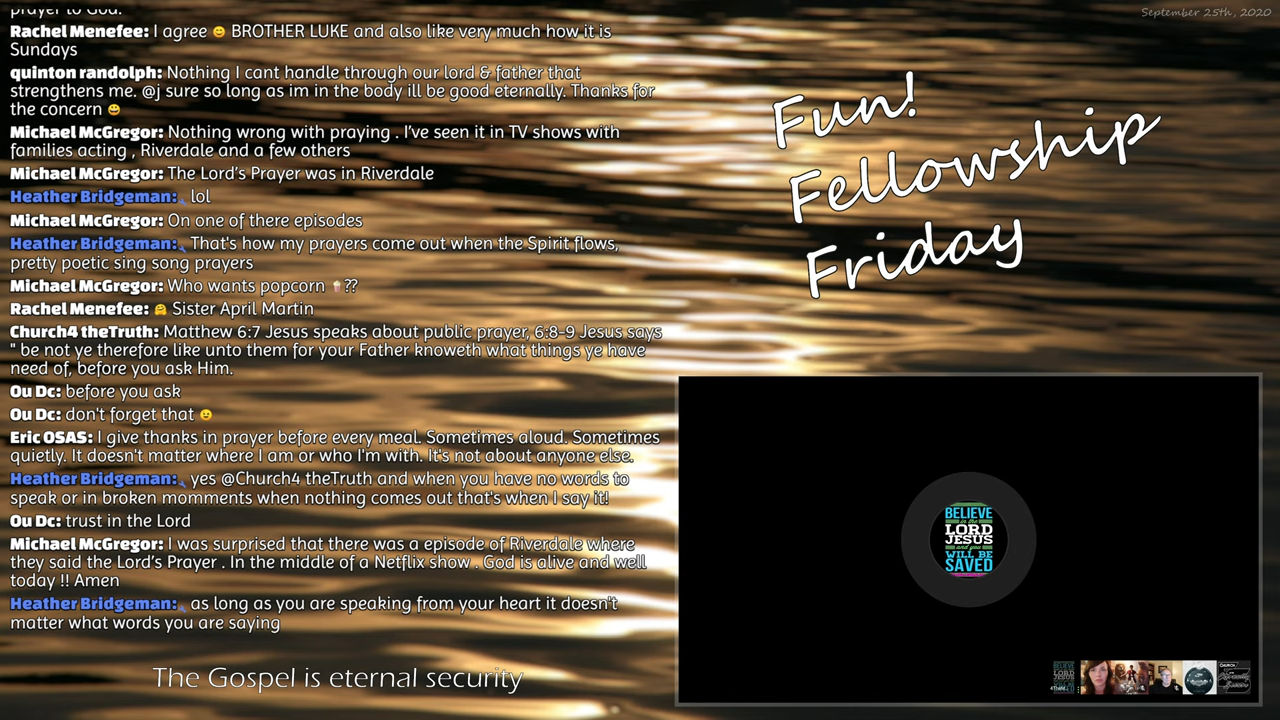 prayer to God.
Rachel Menefee: I agree 😀 BROTHER LUKE and also like very much how it is
Sundays
quinton randolph: Nothing I cant handle through our lord & father that
strengthens me. @j sure so long as im in the body ill be good eternally. Thanks for
the concern 😀
Michael McGregor: Nothing wrong with praying . I've seen it in TV shows with
families acting , Riverdale and a few others
Michael McGregor: The Lord's Prayer was in Riverdale
Heather Bridgeman: lol
Michael McGregor: On one of there episodes
Heather Bridgeman: That's how my prayers come out when the Spirit flows,
pretty poetic sing song prayers
Michael McGregor: Who wants popcorn 🍿??
Rachel Menefee: 🤗 Sister April Martin
Church4 theTruth: Matthew 6:7 Jesus speaks about public prayer, 6:8-9 Jesus says
" be not ye therefore like unto them for your Father knoweth what things ye have
need of, before you ask Him.
Ou Dc: before you ask
Ou Dc: don't forget that 😉
Eric OSAS: I give thanks in prayer before every meal. Sometimes aloud. Sometimes
quietly. It doesn't matter where I am or who I'm with. It's not about anyone else.
Heather Bridgeman: yes @Church4 theTruth and when you have no words to
speak or in broken momments when nothing comes out that's when I say it!
Ou Dc: trust in the Lord
Michael McGregor: I was surprised that there was a episode of Riverdale where
they said the Lord's Prayer . In the middle of a Netflix show . God is alive and well
today !! Amen
Heather Bridgeman: as long as you are speaking from your heart it doesn't
matter what words you are saying
The Gospel is eternal security
September 25th, 2020
Fun!
Fellowship
Friday
BELIEVE
in the
LORD
JESUS
and you
WILL BE
SAVED
BELIEVE
LORD
JESUS
CHURCH